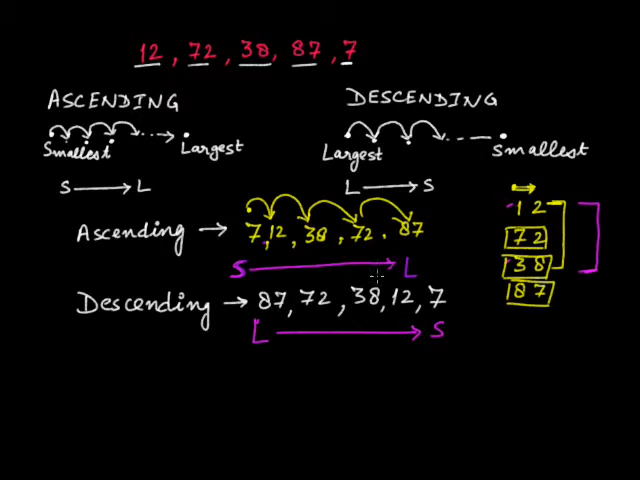 12, 72, 38, 87, 7
ASCENDING
Smallest Largest
S L
DESCENDING
Largest Smallest
L S
Ascending → 7, 12, 38, 72, 87
S L
Descending → 87, 72, 38, 12, 7
L S
12
72
38
87